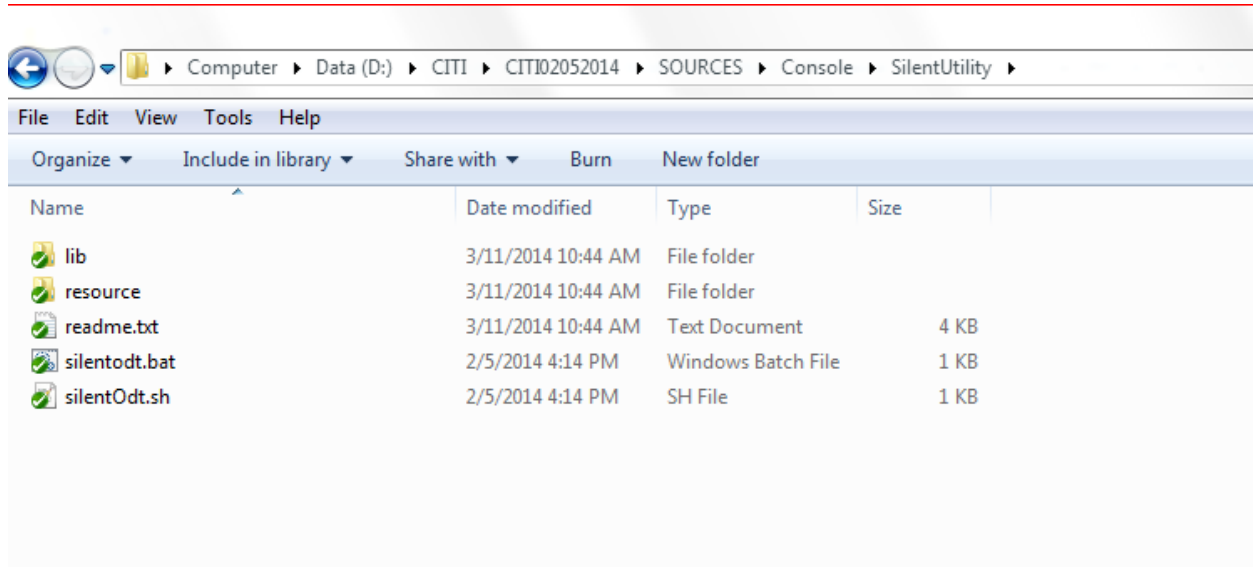 Computer Data (D:) CITI CITI02052014 SOURCES Console SilentUtility
File Edit View Tools Help
Organize Include in library Share with Burn New folder
Name Date modified Type Size
lib 3/11/2014 10:44 AM File folder
resource 3/11/2014 10:44 AM File folder
readme.txt 3/11/2014 10:44 AM Text Document 4 KB
silentodt.bat 2/5/2014 4:14 PM Windows Batch File 1 KB
silentOdt.sh 2/5/2014 4:14 PM SH File 1 KB